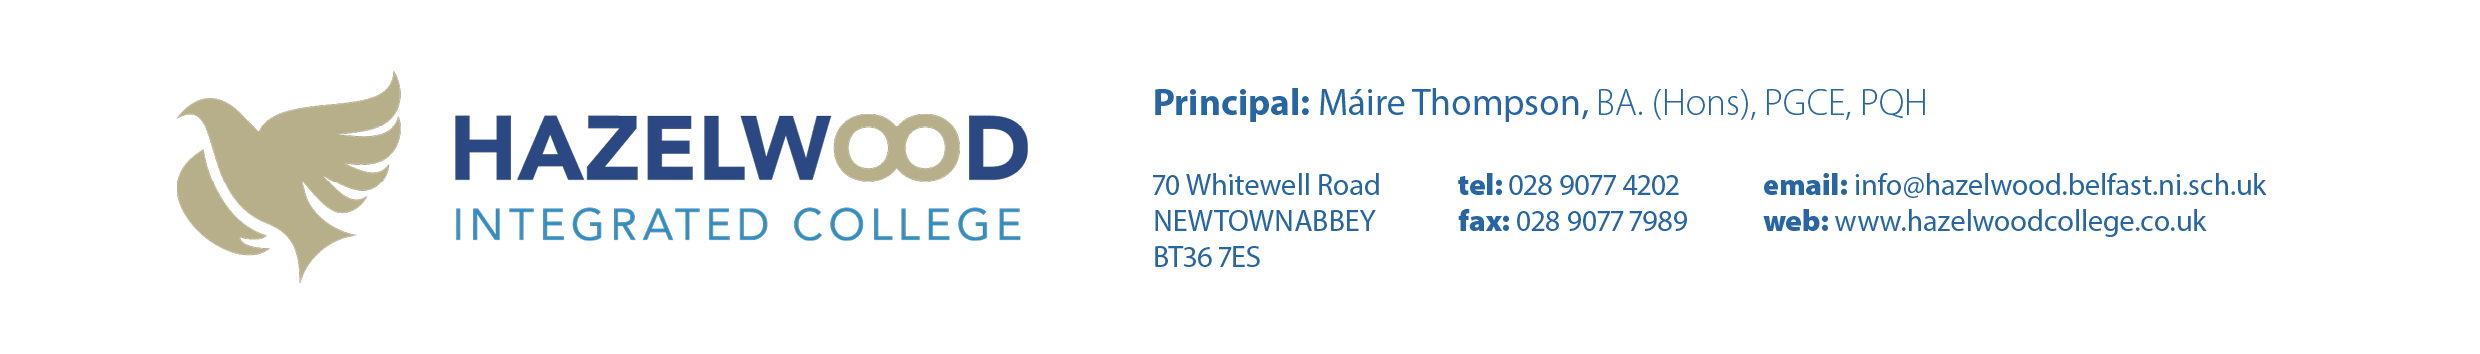 HAZELWOOD
INTEGRATED COLLEGE
Principal: Máire Thompson, BA. (Hons), PGCE, PQH
70 Whitewell Road
NEWTOWNABBEY
BT36 7ES
tel: 028 9077 4202
fax: 028 9077 7989
email: info@hazelwood.belfast.ni.sch.uk
web: www.hazelwoodcollege.co.uk